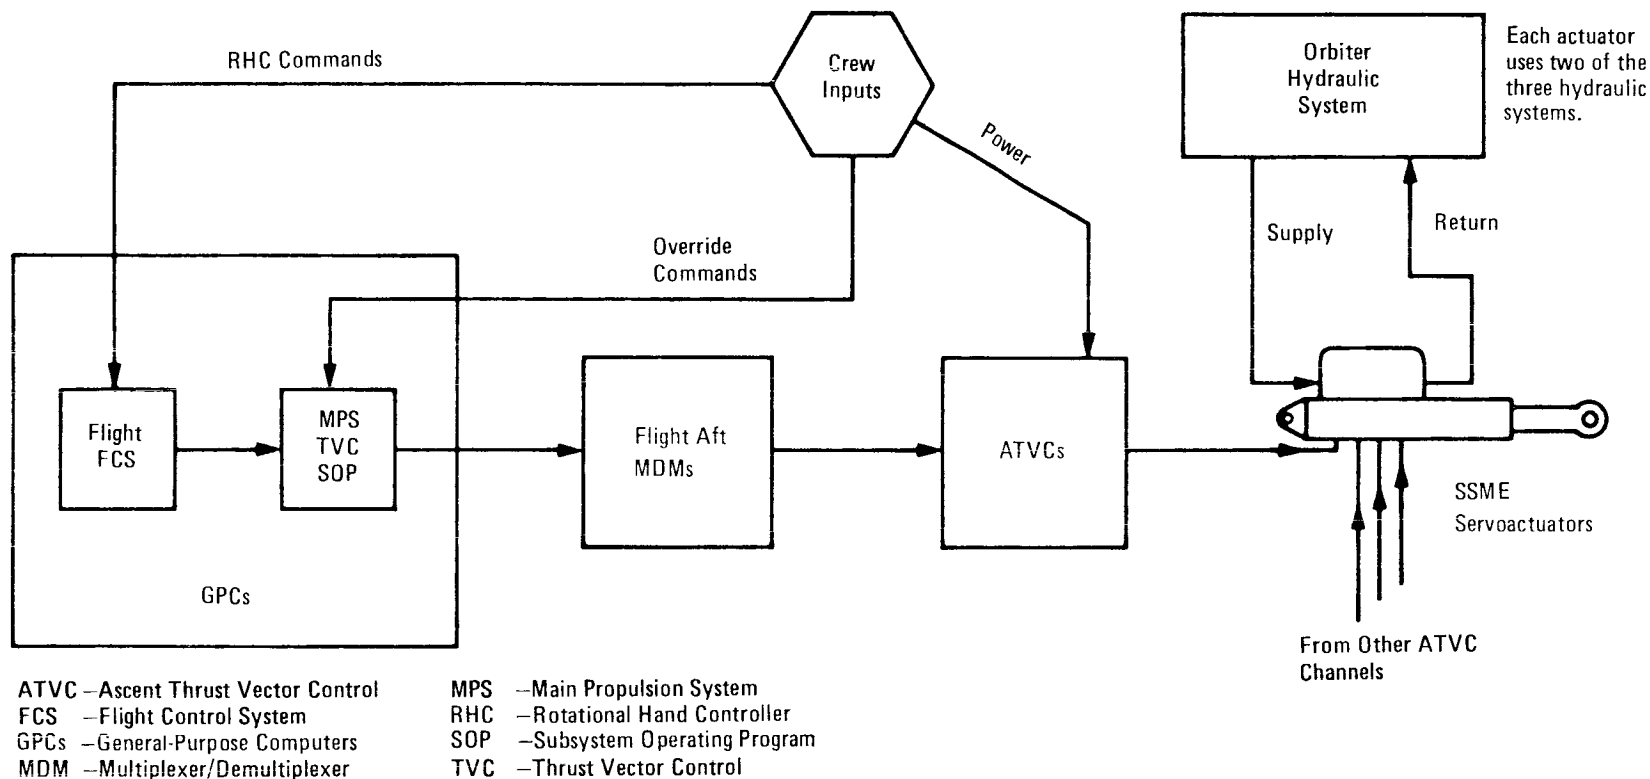 RHC Commands
Crew
Inputs
Power
Orbiter
Hydraulic
System
Each actuator
uses two of the
three hydraulic
systems.
Supply
Return
Override
Commands
Flight
FCS
MPS
TVC
SOP
Flight Aft
MDMs
ATVCs
SSME
Servoactuators
GPCs
From Other ATVC
Channels
ATVC –Ascent Thrust Vector Control
FCS –Flight Control System
GPCs –General-Purpose Computers
MDM –Multiplexer/Demultiplexer
MPS –Main Propulsion System
RHC –Rotational Hand Controller
SOP –Subsystem Operating Program
TVC –Thrust Vector Control